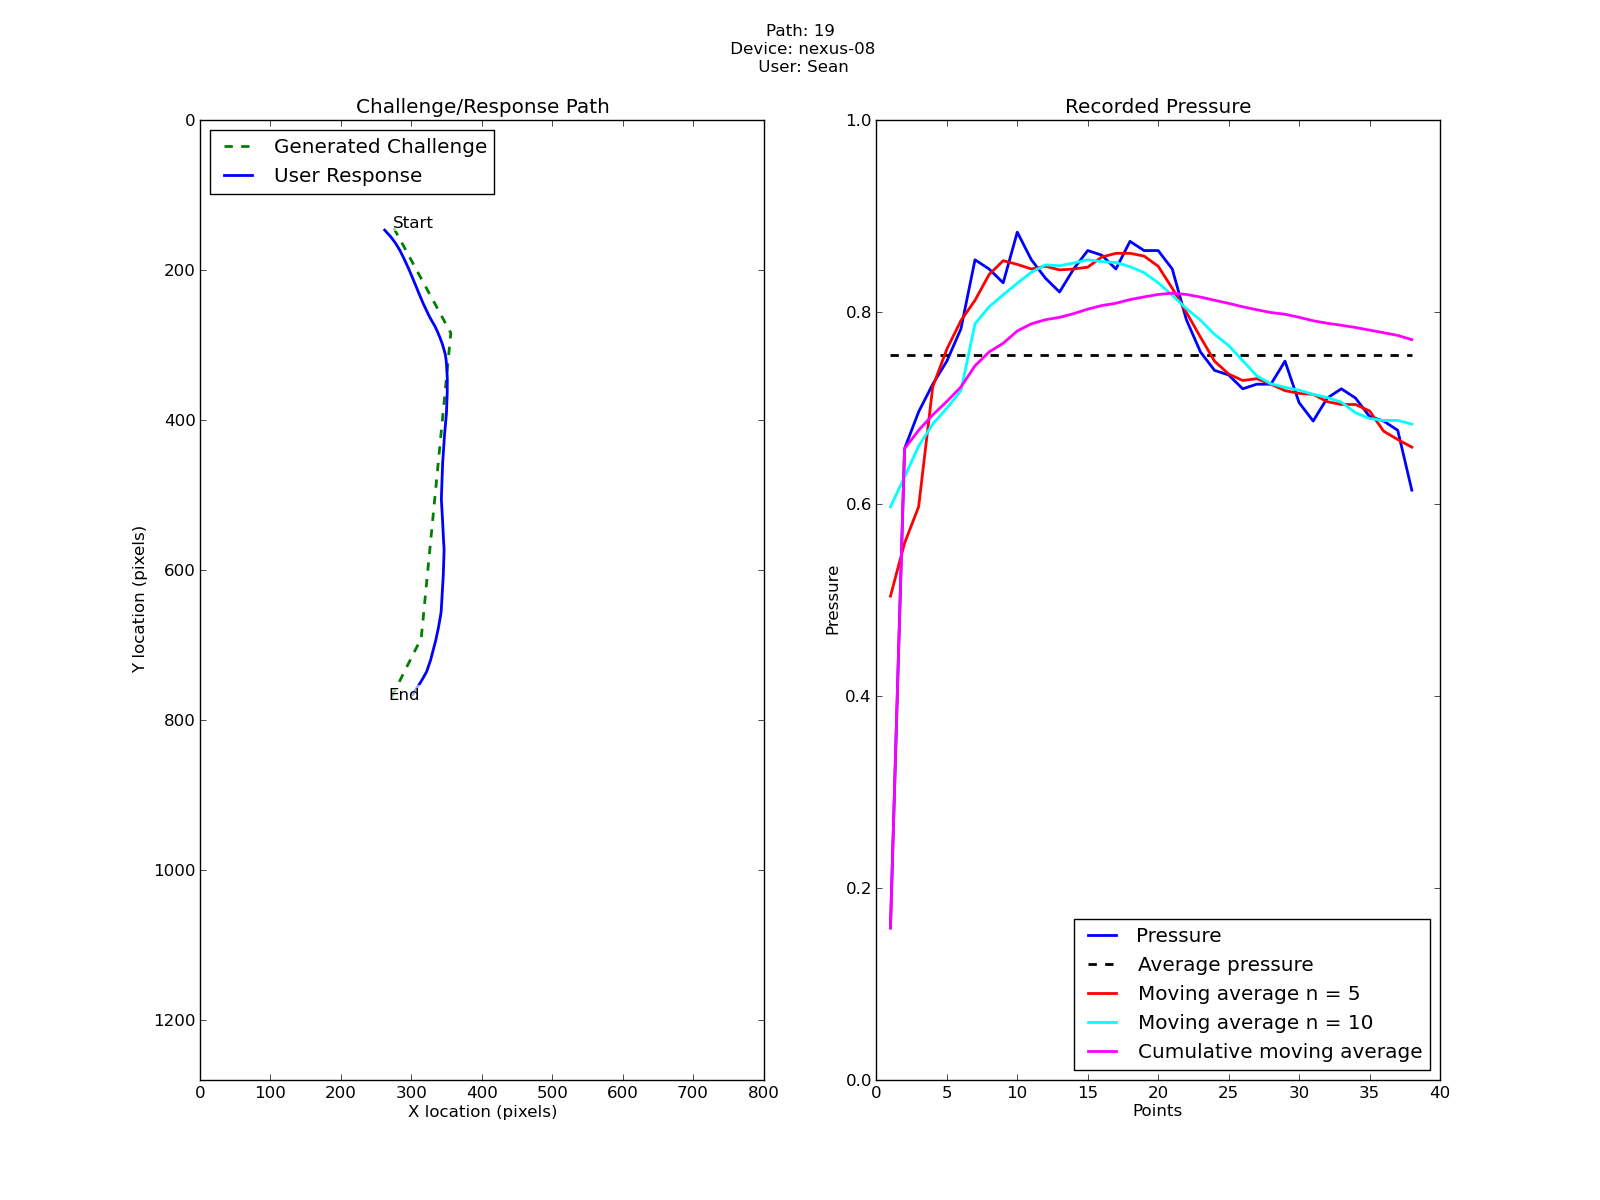 Path: 19
Device: nexus-08
User: Sean
Challenge/Response Path
Generated Challenge
User Response
Start
End
0
200
400
600
800
1000
1200
Y location (pixels)
0 100 200 300 400 500 600 700 800
X location (pixels)
Recorded Pressure
1.0
0.8
0.6
0.4
0.2
0.0
Pressure
Pressure
Average pressure
Moving average n = 5
Moving average n = 10
Cumulative moving average
0 5 10 15 20 25 30 35 40
Points